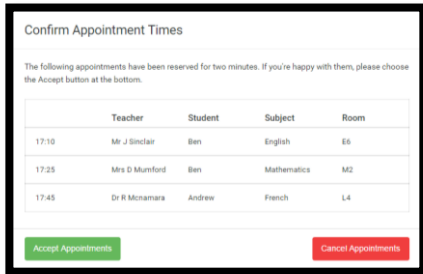 Confirm Appointment Times
The following appointments have been reserved for two minutes. If you're happy with them, please choose
the Accept button at the bottom.
Teacher Student Subject Room
17:10 Mr J Sinclair Ben English E6
17:25 Mrs D Mumford Ben Mathematics M2
17:45 Dr R Mcnamara Andrew French L4
Accept Appointments Cancel Appointments